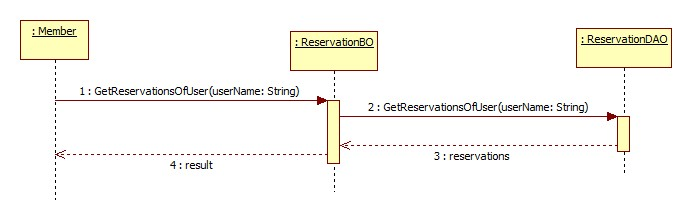 : Member
: ReservationBO
: ReservationDAO
1 : GetReservationsOfUser(userName: String)
2 : GetReservationsOfUser(userName: String)
3 : reservations
4 : result